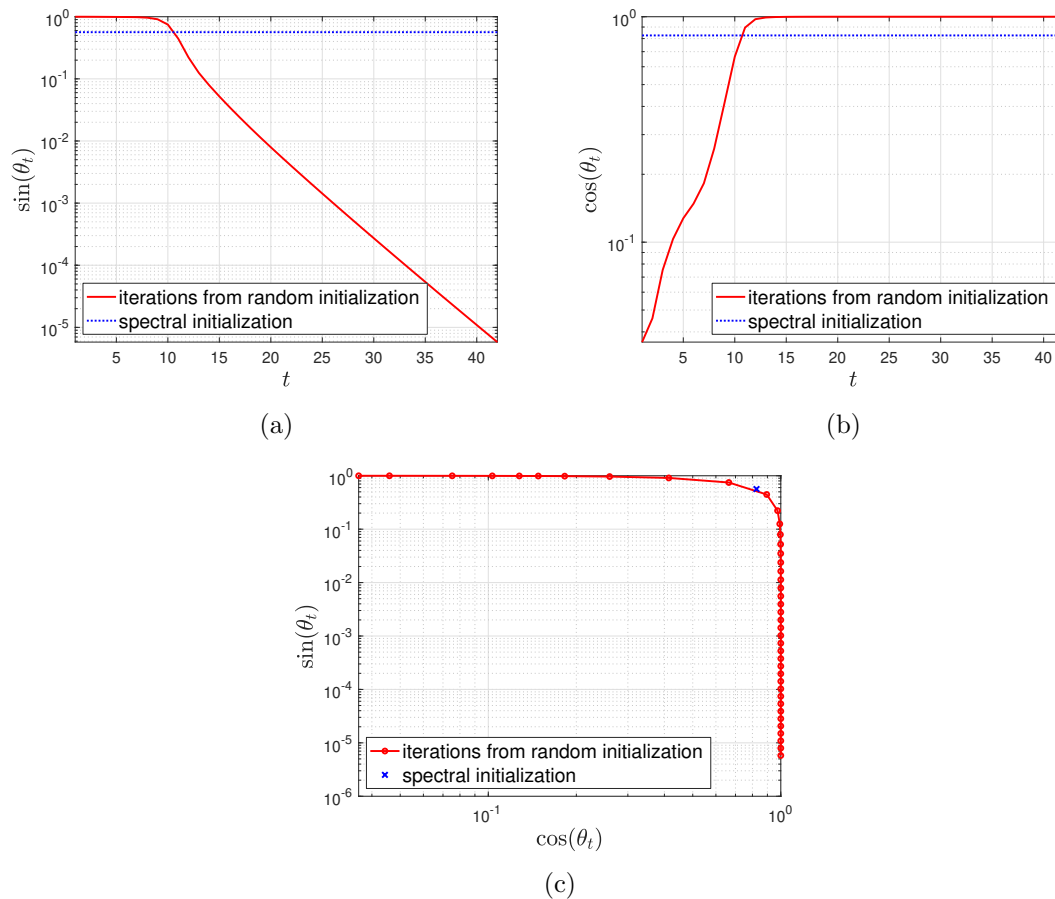 10^0
10^-1
10^-2
10^-3
10^-4
10^-5
sin(θ_t)
iterations from random initialization
spectral initialization
5 10 15 20 25 30 35 40
t
(a)
10^0
10^-1
cos(θ_t)
iterations from random initialization
spectral initialization
5 10 15 20 25 30 35 40
t
(b)
10^0
10^-1
10^-2
10^-3
10^-4
10^-5
10^-6
sin(θ_t)
iterations from random initialization
spectral initialization
10^-1 10^0
cos(θ_t)
(c)